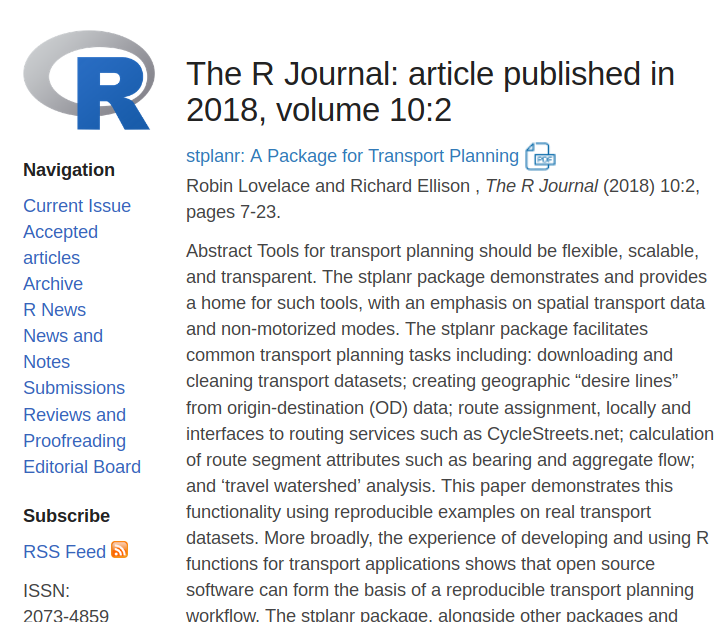 R
Navigation
Current Issue
Accepted
articles
Archive
R News
News and
Notes
Submissions
Reviews and
Proofreading
Editorial Board
Subscribe
RSS Feed
ISSN:
2073-4859
The R Journal: article published in
2018, volume 10:2
stplanr: A Package for Transport Planning PDF
Robin Lovelace and Richard Ellison , The R Journal (2018) 10:2,
pages 7-23.
Abstract Tools for transport planning should be flexible, scalable,
and transparent. The stplanr package demonstrates and provides
a home for such tools, with an emphasis on spatial transport data
and non-motorized modes. The stplanr package facilitates
common transport planning tasks including: downloading and
cleaning transport datasets; creating geographic “desire lines”
from origin-destination (OD) data; route assignment, locally and
interfaces to routing services such as CycleStreets.net; calculation
of route segment attributes such as bearing and aggregate flow;
and ‘travel watershed’ analysis. This paper demonstrates this
functionality using reproducible examples on real transport
datasets. More broadly, the experience of developing and using R
functions for transport applications shows that open source
software can form the basis of a reproducible transport planning
workflow. The stplanr package, alongside other packages and